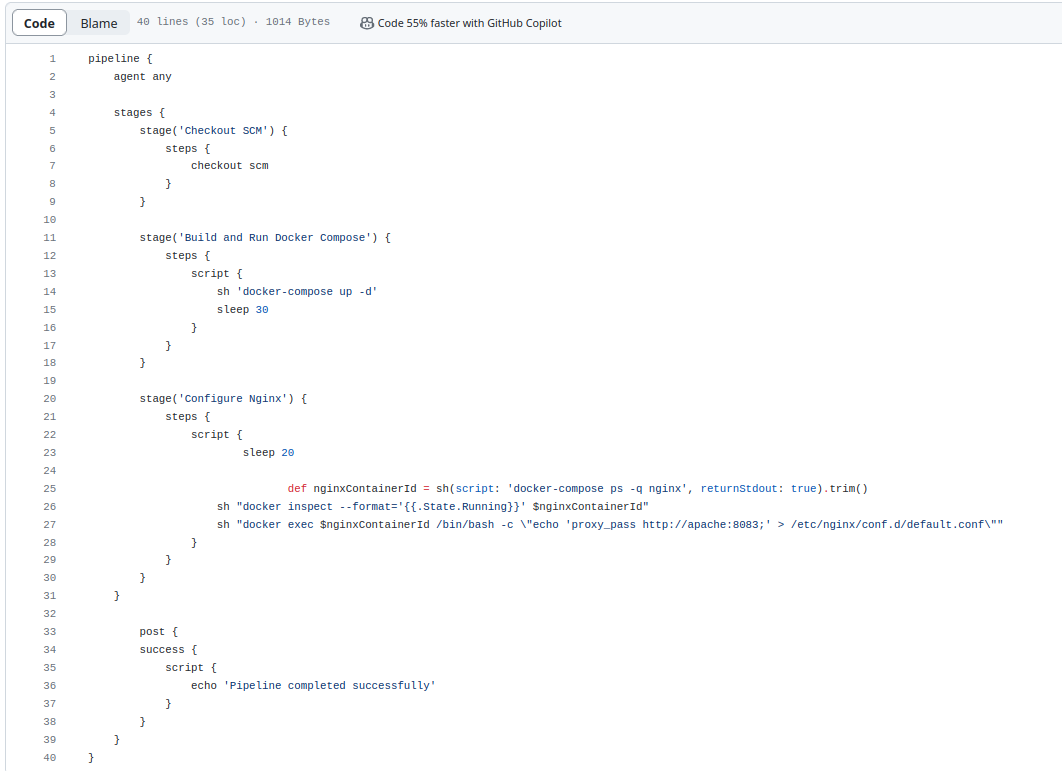 Code Blame 40 lines (35 loc) · 1014 Bytes Code 55% faster with GitHub Copilot
1 pipeline {
2     agent any
3
4     stages {
5         stage('Checkout SCM') {
6             steps {
7                 checkout scm
8             }
9         }
10
11         stage('Build and Run Docker Compose') {
12             steps {
13                 script {
14                     sh 'docker-compose up -d'
15                     sleep 30
16                 }
17             }
18         }
19
20         stage('Configure Nginx') {
21             steps {
22                 script {
23                         sleep 20
24
25                                def nginxContainerId = sh(script: 'docker-compose ps -q nginx', returnStdout: true).trim()
26                     sh "docker inspect --format='{{.State.Running}}' $nginxContainerId"
27                     sh "docker exec $nginxContainerId /bin/bash -c \"echo 'proxy_pass http://apache:8083;' > /etc/nginx/conf.d/default.conf\""
28                 }
29             }
30         }
31     }
32
33         post {
34         success {
35             script {
36                 echo 'Pipeline completed successfully'
37             }
38         }
39     }
40 }